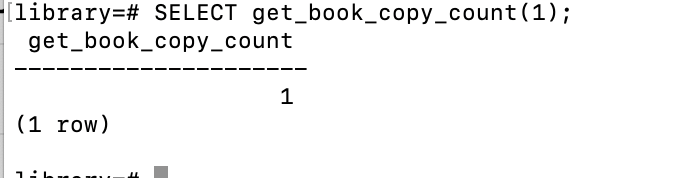 [library=# SELECT get_book_copy_count(1);
get_book_copy_count
---------------------
1
(1 row)
library=#